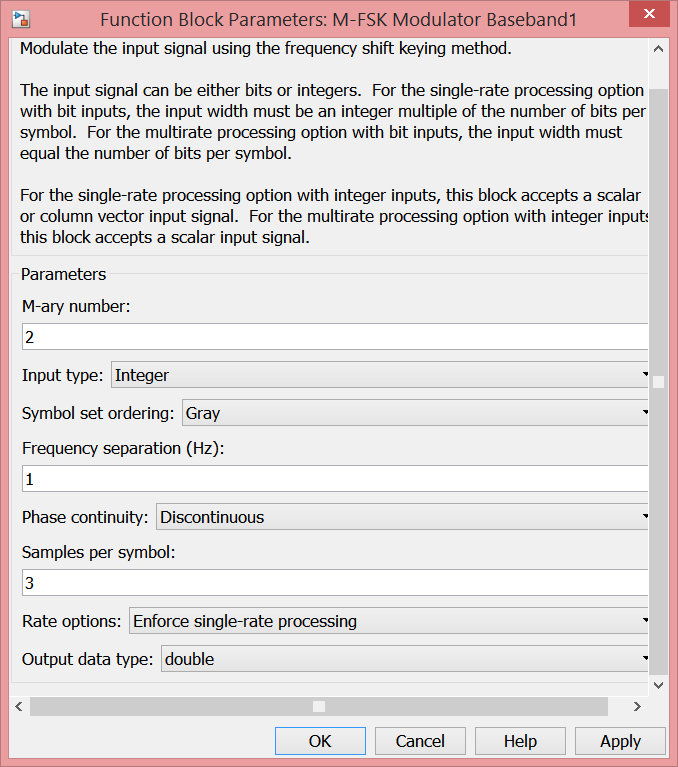 Function Block Parameters: M-FSK Modulator Baseband1
Modulate the input signal using the frequency shift keying method.
The input signal can be either bits or integers.  For the single-rate processing option
with bit inputs, the input width must be an integer multiple of the number of bits per
symbol.  For the multirate processing option with bit inputs, the input width must
equal the number of bits per symbol.
For the single-rate processing option with integer inputs, this block accepts a scalar
or column vector input signal.  For the multirate processing option with integer inputs
this block accepts a scalar input signal.
Parameters
M-ary number:
2
Input type: Integer
Symbol set ordering: Gray
Frequency separation (Hz):
1
Phase continuity: Discontinuous
Samples per symbol:
3
Rate options: Enforce single-rate processing
Output data type: double
OK Cancel Help Apply